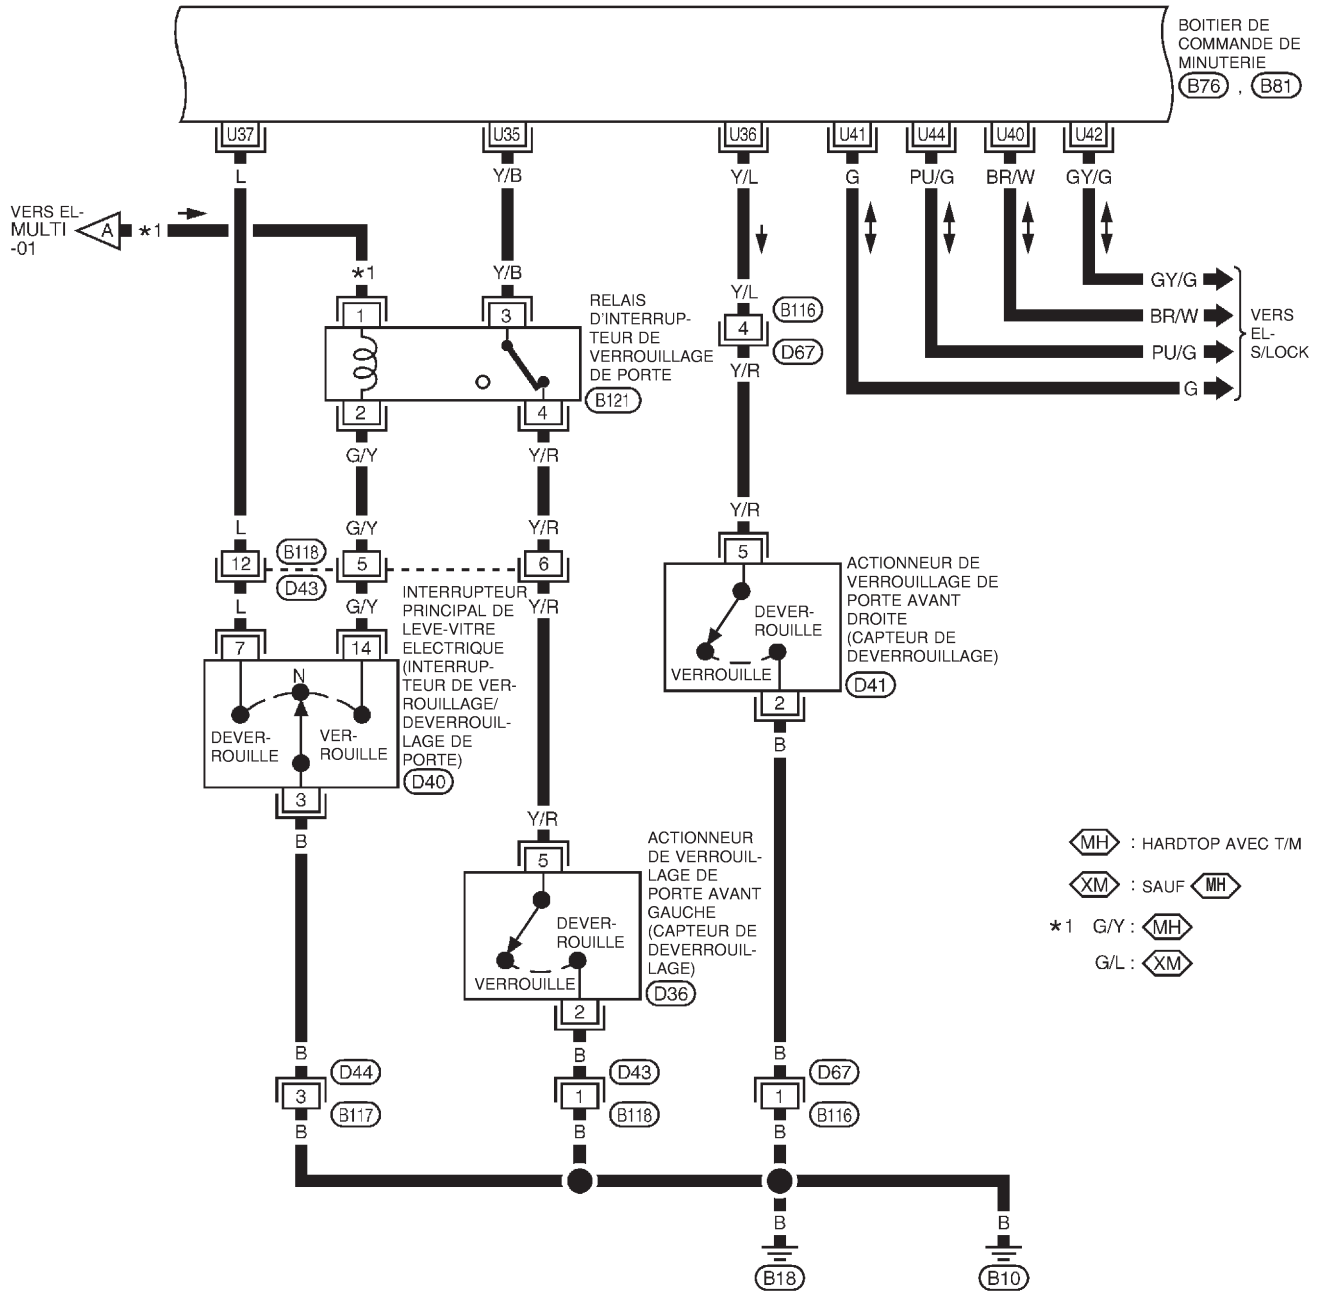 BOITIER DE
COMMANDE DE
MINUTERIE
B76 , B81
U37
U35
U36
U41
U44
U40
U42
L
Y/B
Y/L
G
PU/G
BR/W
GY/G
VERS EL-
MULTI
-01
A
*1
*1
Y/B
Y/L
GY/G
BR/W
PU/G
G
VERS
EL-
S/LOCK
1
3
RELAIS
D'INTERRUP-
TEUR DE
VERROUILLAGE
DE PORTE
B121
4
B116
D67
Y/R
2
4
G/Y
Y/R
L
G/Y
Y/R
Y/R
12
B118
D43
5
6
L
G/Y
Y/R
7
14
N
DEVER-
ROUILLE
VER-
ROUILLE
3
INTERRUPTEUR
PRINCIPAL DE
LEVE-VITRE
ELECTRIQUE
(INTERRUP-
TEUR DE VER-
ROUILLAGE/
DEVERROUIL-
LAGE DE
PORTE)
D40
5
DEVER-
ROUILLE
VERROUILLE
2
ACTIONNEUR DE
VERROUILLAGE DE
PORTE AVANT
DROITE
(CAPTEUR DE
DEVERROUILLAGE)
D41
B
B
Y/R
5
DEVER-
ROUILLE
VERROUILLE
2
ACTIONNEUR
DE VERROUIL-
LAGE DE
PORTE AVANT
GAUCHE
(CAPTEUR DE
DEVERROUIL-
LAGE)
D36
MH : HARDTOP AVEC T/M
XM : SAUF MH
*1 G/Y : MH
G/L : XM
B
B
B
3
D44
B117
1
D43
B118
1
D67
B116
B
B
B
B
B
B18
B10